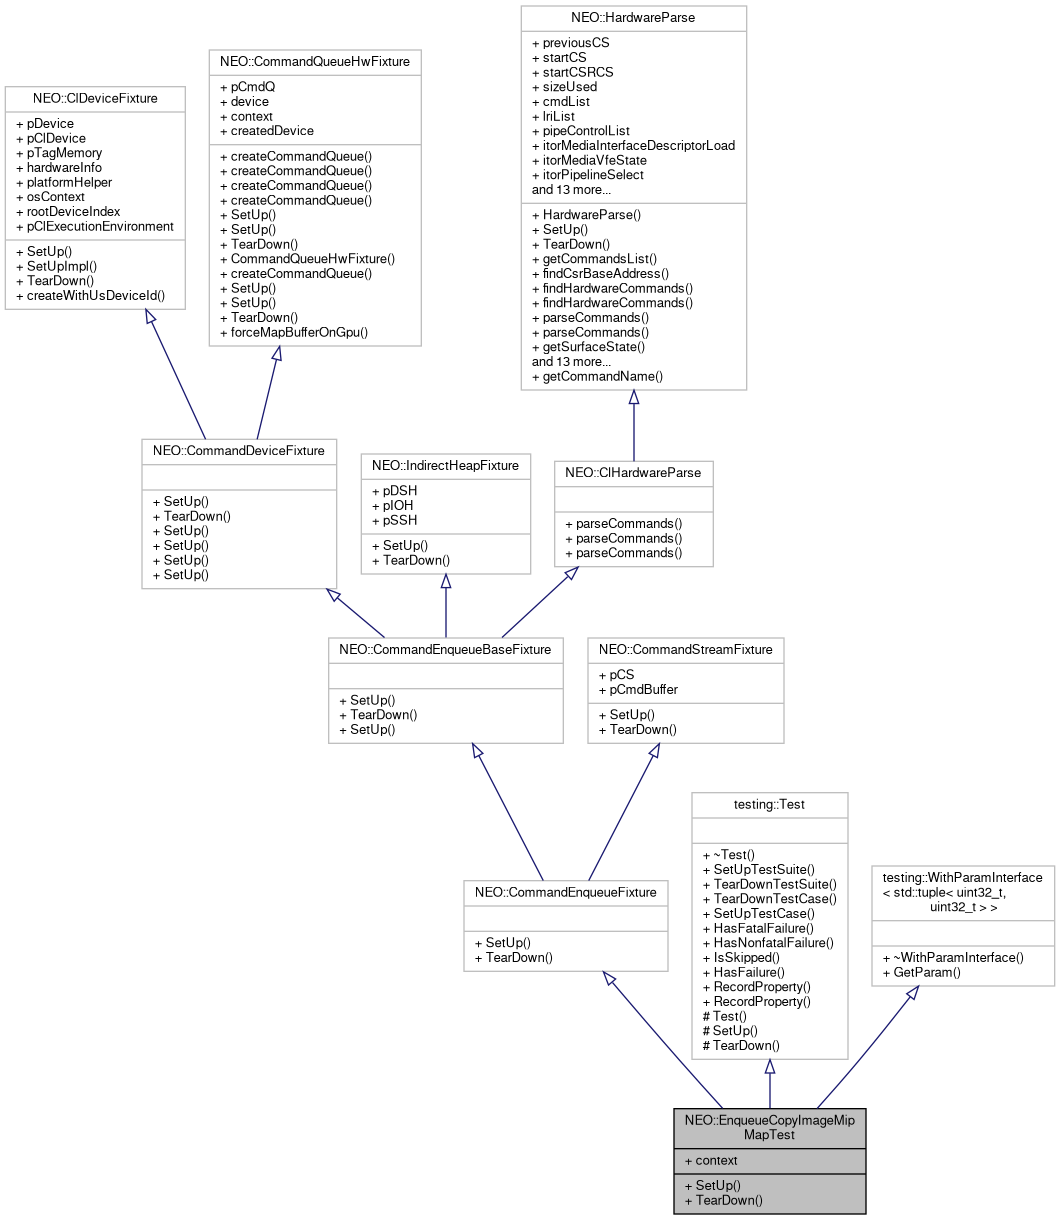 NEO::HardwareParse
+ previousCS
+ startCS
+ startCSRCS
+ sizeUsed
+ cmdList
+ lriList
+ pipeControlList
+ itorMediaInterfaceDescriptorLoad
+ itorMediaVfeState
+ itorPipelineSelect
and 13 more...
+ HardwareParse()
+ SetUp()
+ TearDown()
+ getCommandsList()
+ findCsrBaseAddress()
+ findHardwareCommands()
+ findHardwareCommands()
+ parseCommands()
+ parseCommands()
+ getSurfaceState()
and 13 more...
+ getCommandName()
NEO::CommandQueueHwFixture
+ pCmdQ
+ device
+ context
+ createdDevice
+ createCommandQueue()
+ createCommandQueue()
+ createCommandQueue()
+ createCommandQueue()
+ SetUp()
+ SetUp()
+ TearDown()
+ CommandQueueHwFixture()
+ createCommandQueue()
+ SetUp()
+ SetUp()
+ TearDown()
+ forceMapBufferOnGpu()
NEO::ClDeviceFixture
+ pDevice
+ pClDevice
+ pTagMemory
+ hardwareInfo
+ platformHelper
+ osContext
+ rootDeviceIndex
+ pClExecutionEnvironment
+ SetUp()
+ SetUpImpl()
+ TearDown()
+ createWithUsDeviceId()
NEO::CommandDeviceFixture
+ SetUp()
+ TearDown()
+ SetUp()
+ SetUp()
+ SetUp()
+ SetUp()
NEO::IndirectHeapFixture
+ pDSH
+ pIOH
+ pSSH
+ SetUp()
+ TearDown()
NEO::ClHardwareParse
+ parseCommands()
+ parseCommands()
+ parseCommands()
NEO::CommandEnqueueBaseFixture
+ SetUp()
+ TearDown()
+ SetUp()
NEO::CommandStreamFixture
+ pCS
+ pCmdBuffer
+ SetUp()
+ TearDown()
testing::Test
+ ~Test()
+ SetUpTestSuite()
+ TearDownTestSuite()
+ TearDownTestCase()
+ SetUpTestCase()
+ HasFatalFailure()
+ HasNonfatalFailure()
+ IsSkipped()
+ HasFailure()
+ RecordProperty()
+ RecordProperty()
# Test()
# SetUp()
# TearDown()
testing::WithParamInterface
< std::tuple< uint32_t,
uint32_t > >
+ ~WithParamInterface()
+ GetParam()
NEO::CommandEnqueueFixture
+ SetUp()
+ TearDown()
NEO::EnqueueCopyImageMip
MapTest
+ context
+ SetUp()
+ TearDown()